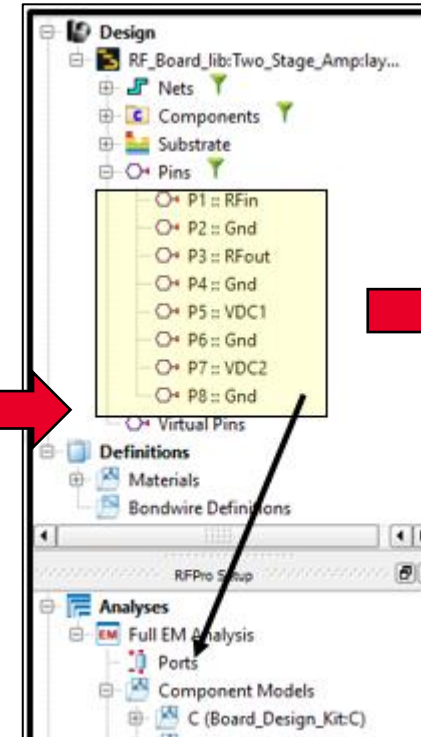 Design
RF_Board_lib:Two_Stage_Amp:lay...
Nets
C Components
Substrate
Pins
P1 :: RFin
P2 :: Gnd
P3 :: RFout
P4 :: Gnd
P5 :: VDC1
P6 :: Gnd
P7 :: VDC2
P8 :: Gnd
Virtual Pins
Definitions
Materials
Bondwire Definitions
RFPro Setup
Analyses
EM Full EM Analysis
Ports
Component Models
C (Board_Design_Kit:C)